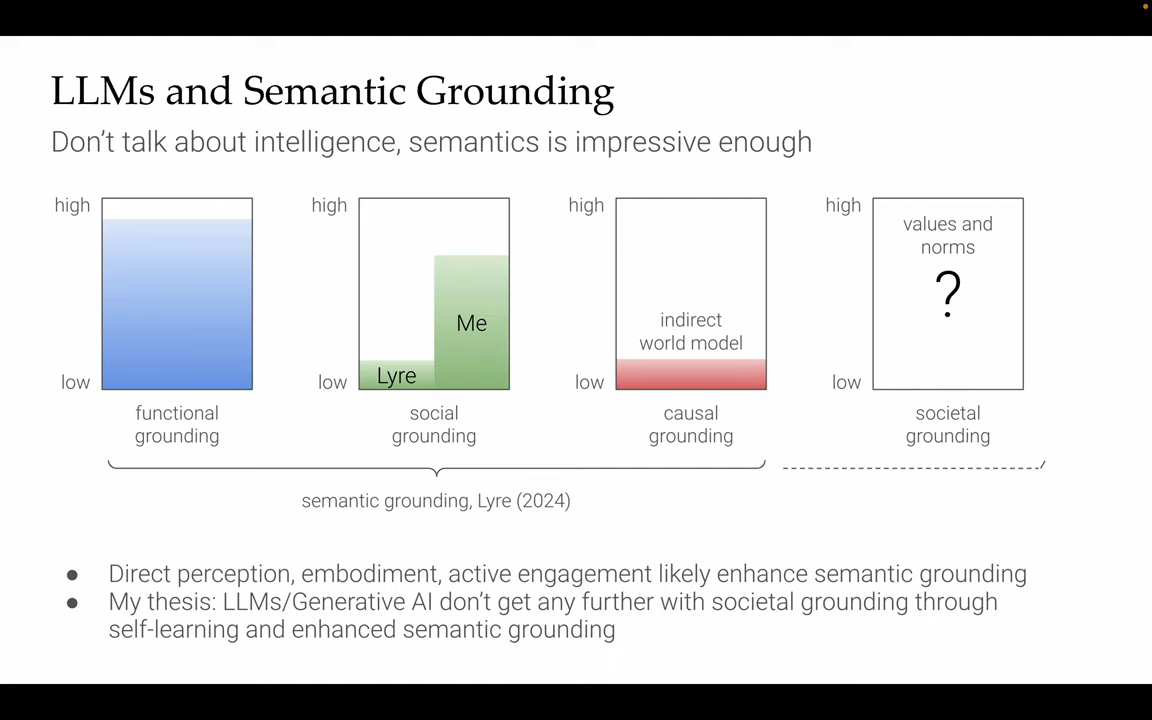 LLMs and Semantic Grounding
Don't talk about intelligence, semantics is impressive enough
high
low
functional
grounding
high
low
Lyre
Me
social
grounding
high
low
indirect
world model
causal
grounding
high
low
values and
norms
?
societal
grounding
semantic grounding, Lyre (2024)
● Direct perception, embodiment, active engagement likely enhance semantic grounding
● My thesis: LLMs/Generative AI don't get any further with societal grounding through
self-learning and enhanced semantic grounding